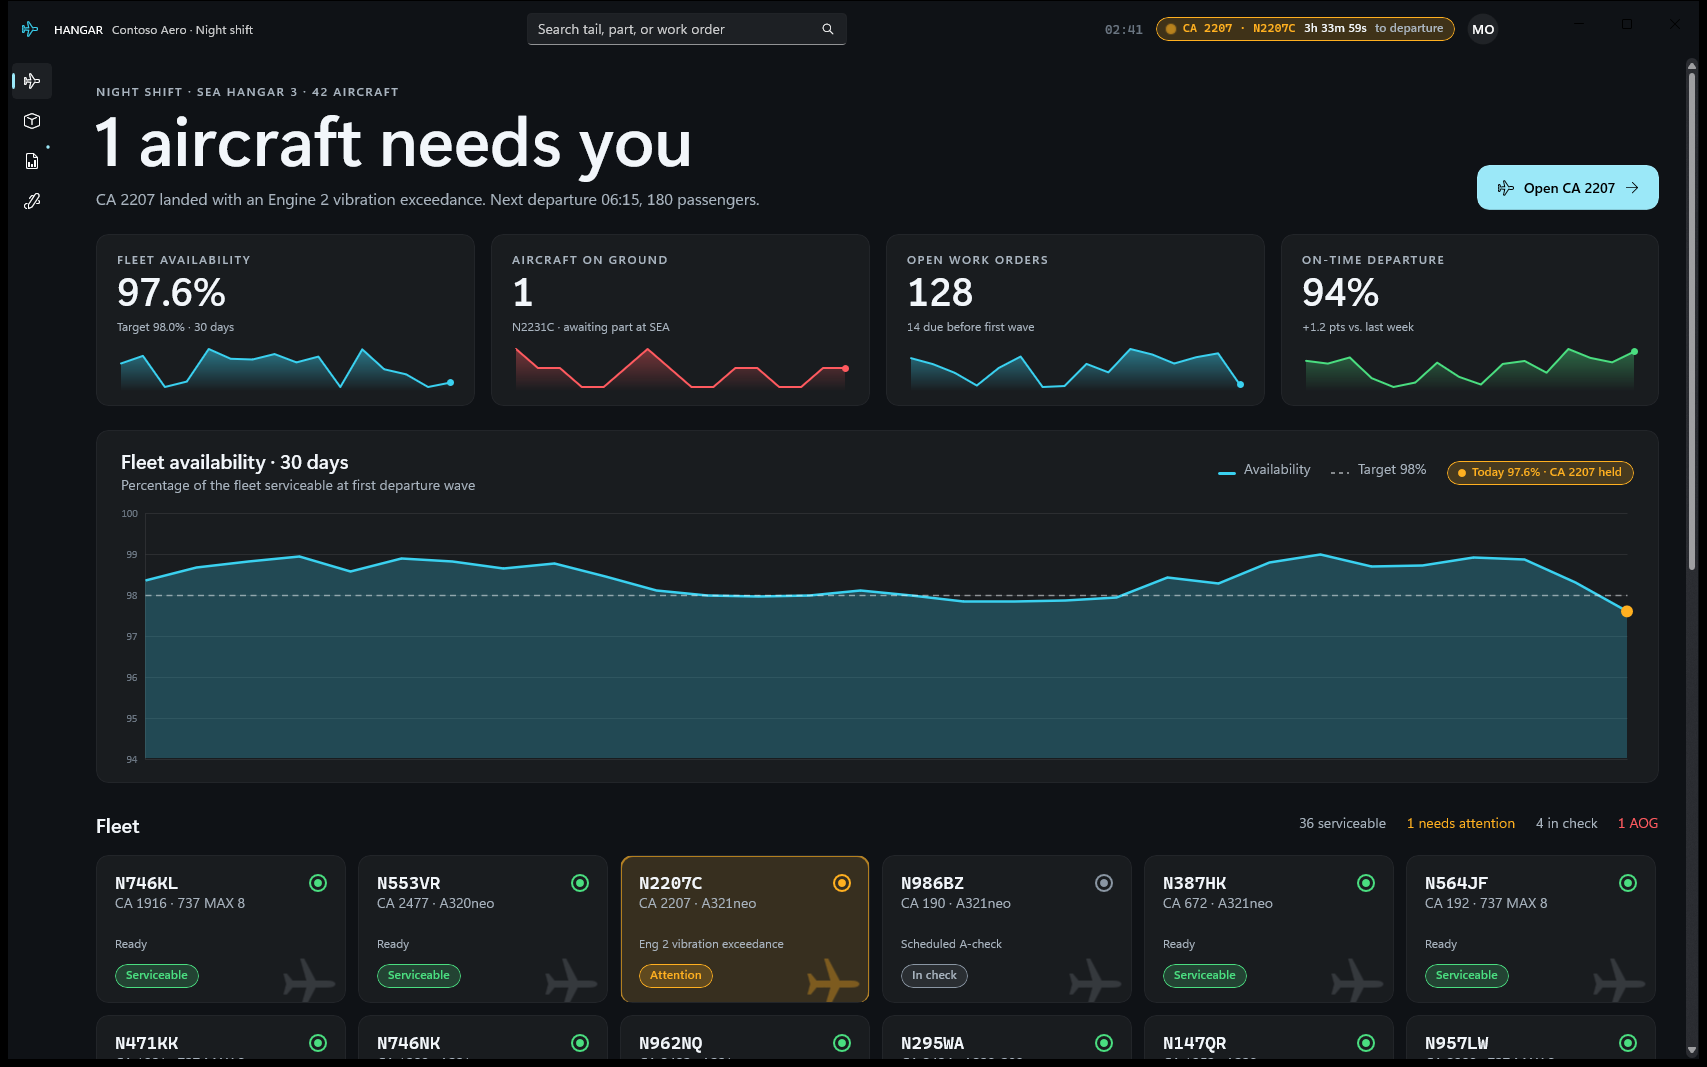 HANGAR Contoso Aero · Night shift
Search tail, part, or work order
02:41
CA 2207 · N2207C 3h 33m 59s to departure
MO
NIGHT SHIFT · SEA HANGAR 3 · 42 AIRCRAFT
1 aircraft needs you
CA 2207 landed with an Engine 2 vibration exceedance. Next departure 06:15, 180 passengers.
Open CA 2207
FLEET AVAILABILITY
97.6%
Target 98.0% · 30 days
AIRCRAFT ON GROUND
1
N2231C · awaiting part at SEA
OPEN WORK ORDERS
128
14 due before first wave
ON-TIME DEPARTURE
94%
+1.2 pts vs. last week
Fleet availability · 30 days
Percentage of the fleet serviceable at first departure wave
Availability
Target 98%
Today 97.6% · CA 2207 held
100
99
98
97
96
95
94
Fleet
36 serviceable
1 needs attention
4 in check
1 AOG
N746KL
CA 1916 · 737 MAX 8
Ready
Serviceable
N553VR
CA 2477 · A320neo
Ready
Serviceable
N2207C
CA 2207 · A321neo
Eng 2 vibration exceedance
Attention
N986BZ
CA 190 · A321neo
Scheduled A-check
In check
N387HK
CA 672 · A321neo
Ready
Serviceable
N564JF
CA 192 · 737 MAX 8
Ready
Serviceable
N471KK
N746NK
N962NQ
N295WA
N147QR
N957LW